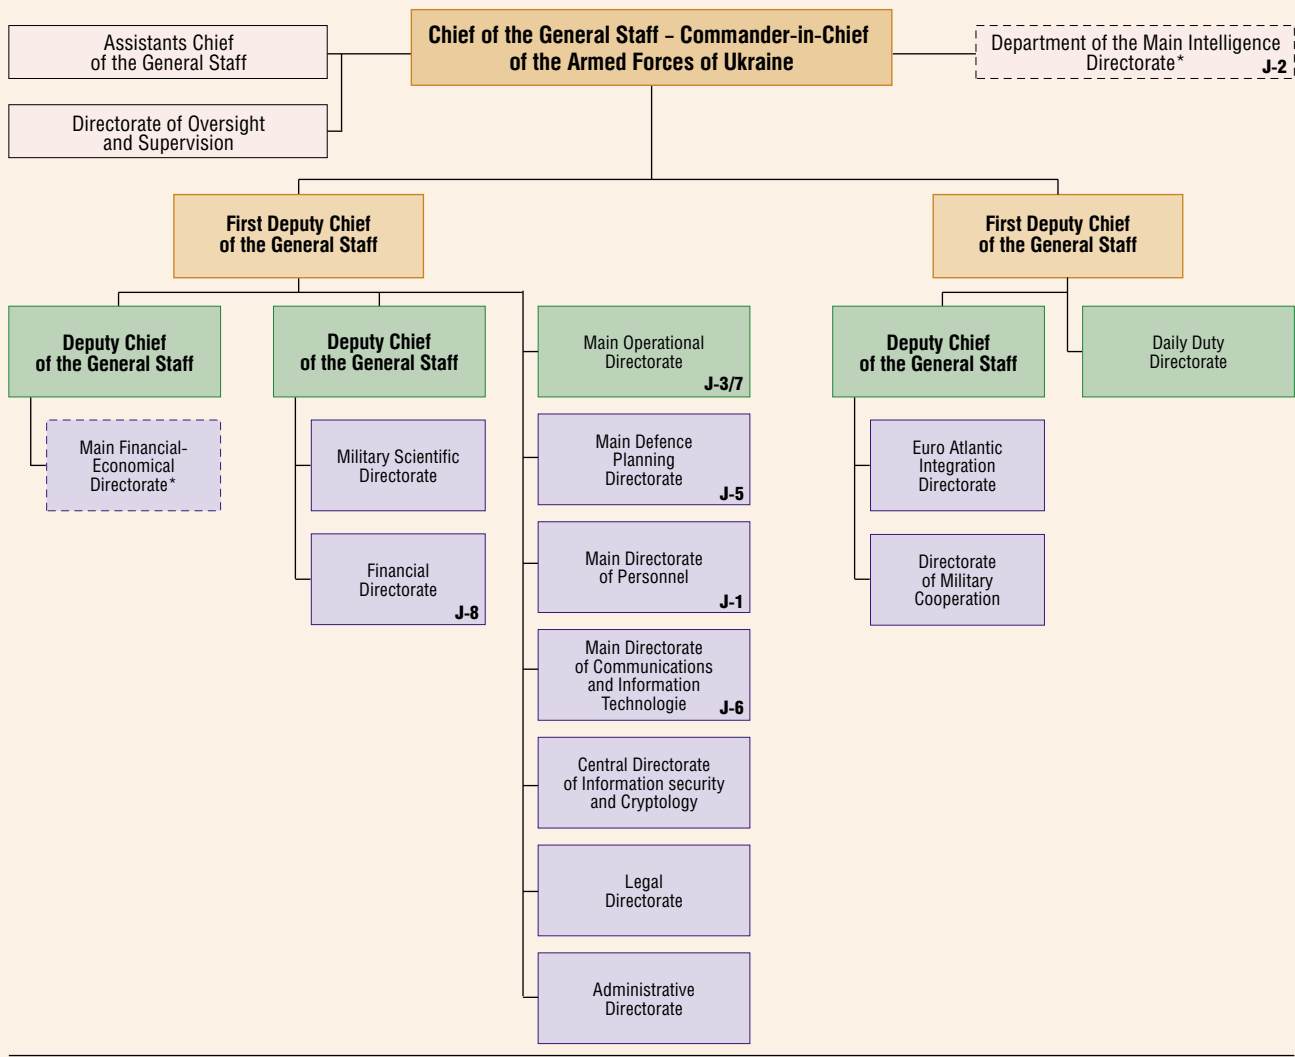 Assistants Chief
of the General Staff
Chief of the General Staff – Commander-in-Chief
of the Armed Forces of Ukraine
Department of the Main Intelligence
Directorate*
J-2
Directorate of Oversight
and Supervision
First Deputy Chief
of the General Staff
First Deputy Chief
of the General Staff
Deputy Chief
of the General Staff
Main Financial-
Economical
Directorate*
Deputy Chief
of the General Staff
Military Scientific
Directorate
Financial
Directorate
J-8
Main Operational
Directorate
J-3/7
Main Defence
Planning
Directorate
J-5
Main Directorate
of Personnel
J-1
Main Directorate
of Communications
and Information
Technologie
J-6
Central Directorate
of Information security
and Cryptology
Legal
Directorate
Administrative
Directorate
Deputy Chief
of the General Staff
Euro Atlantic
Integration
Directorate
Directorate
of Military
Cooperation
Daily Duty
Directorate